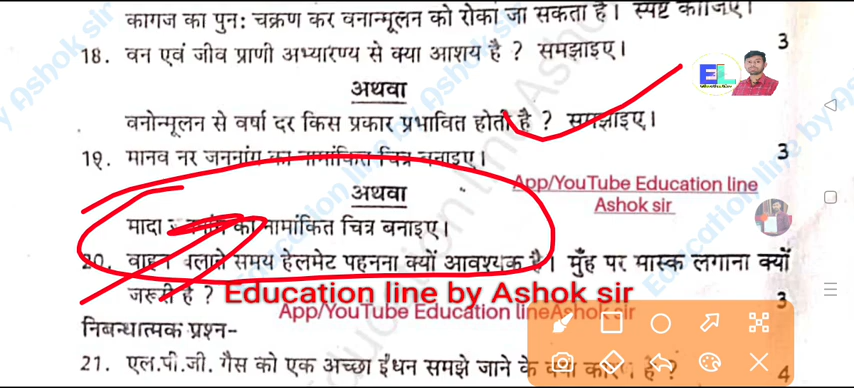 कागज का पुन: चक्रण कर वनान्मूलन को रोका जा सकता है। स्पष्ट कीजिए।
3
18. वन एवं जीव प्राणी अभ्यारण्य से क्या आशय है ? समझाइए।
EL
अथवा
वनोन्मूलन से वर्षा दर किस प्रकार प्रभावित होती है ? समझाइए।
19. मानव नर जननांग का नामांकित चित्र बनाइए।
3
अथवा
App/YouTube Education line
Ashok sir
मादा का नामांकित चित्र बनाइए।
20. वाहन चलाते समय हेलमेट पहनना क्यों आवश्यक है। मुँह पर मास्क लगाना क्यों
जरूरी है ?
3
Education line by Ashok sir
App/YouTube Education lineAshok sir
निबन्धात्मक प्रश्न-
21. एल.पी.जी. गैस को एक अच्छा ईंधन समझे जाने के क्या कारण है ?
4